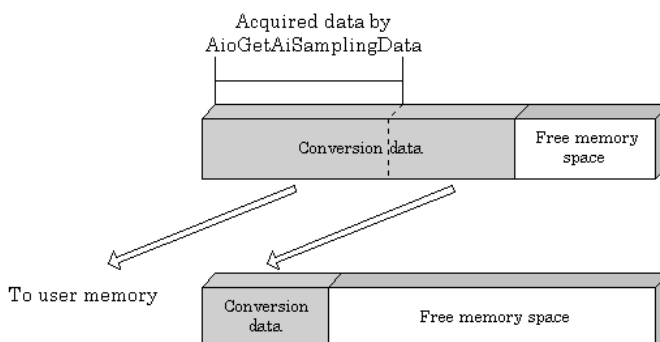 Acquired data by
AioGetAiSamplingData
Conversion data
Free memory
space
To user memory
Conversion
data
Free memory space